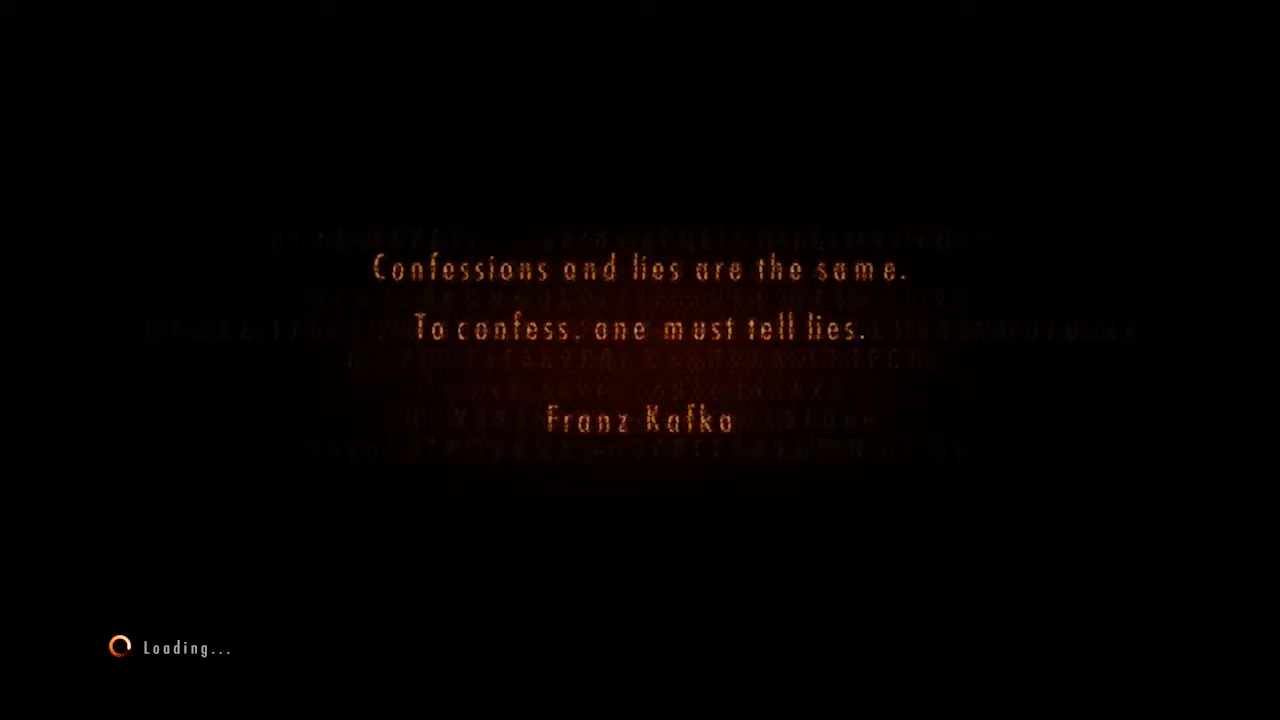 Confessions and lies are the same.
To confess, one must tell lies.
Franz Kafka
Loading...